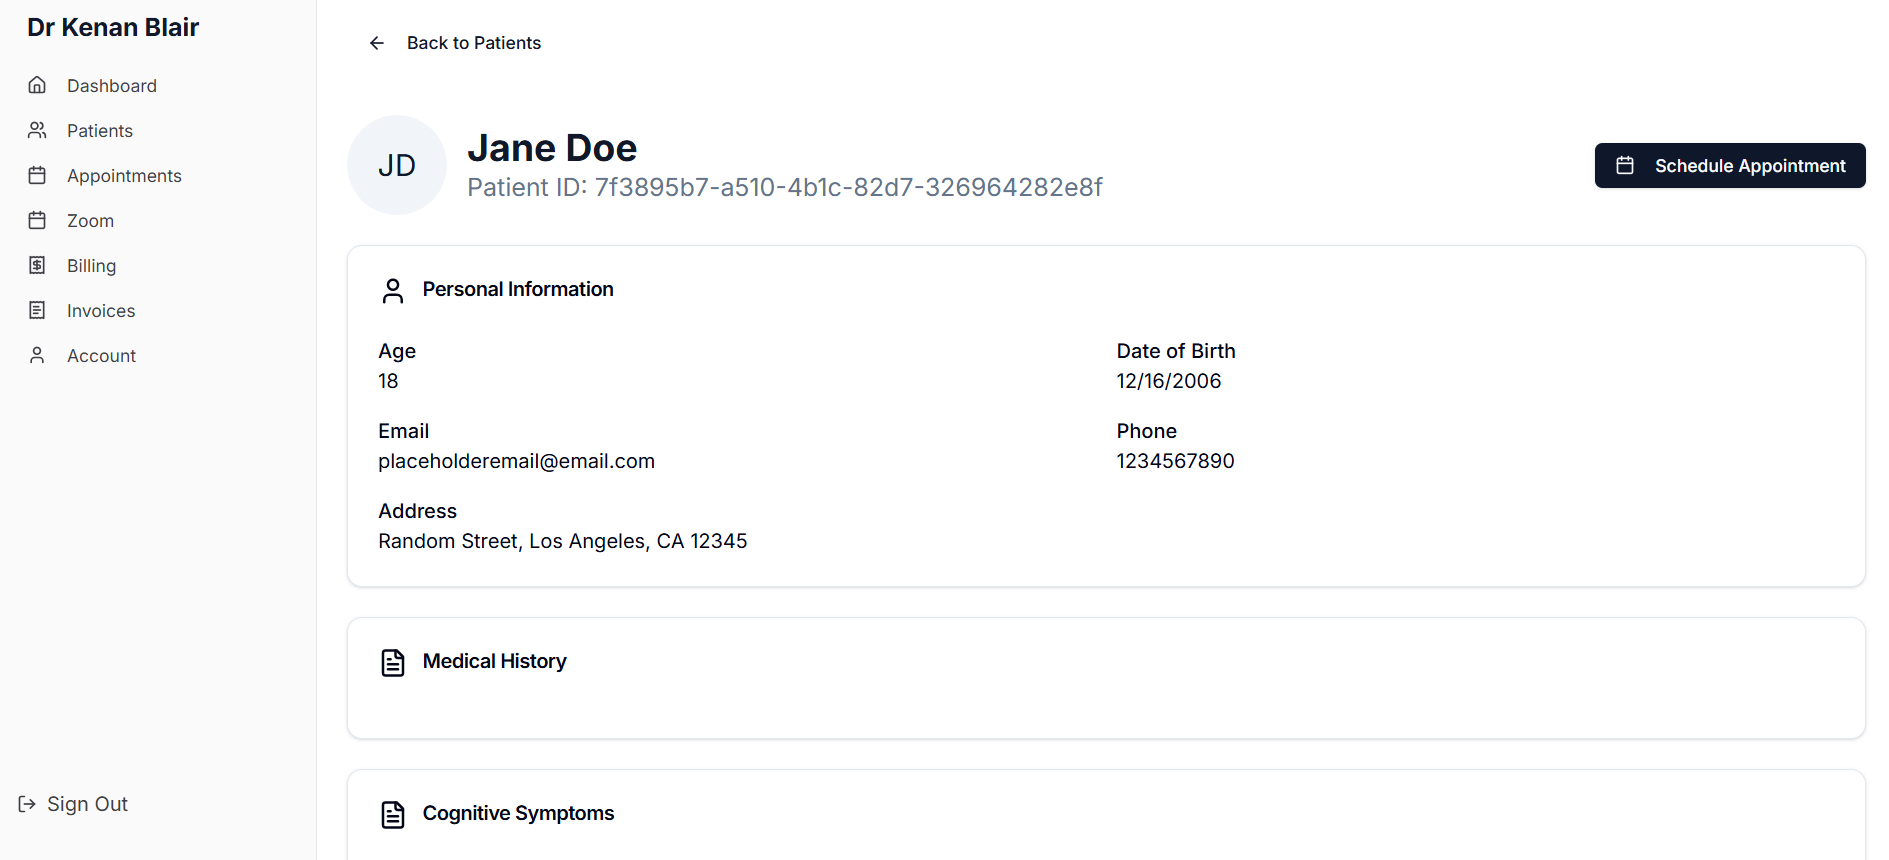 Dr Kenan Blair
Dashboard
Patients
Appointments
Zoom
Billing
Invoices
Account
Sign Out
Back to Patients
JD
Jane Doe
Patient ID: 7f3895b7-a510-4b1c-82d7-326964282e8f
Schedule Appointment
Personal Information
Age
18
Date of Birth
12/16/2006
Email
placeholderemail@email.com
Phone
1234567890
Address
Random Street, Los Angeles, CA 12345
Medical History
Cognitive Symptoms